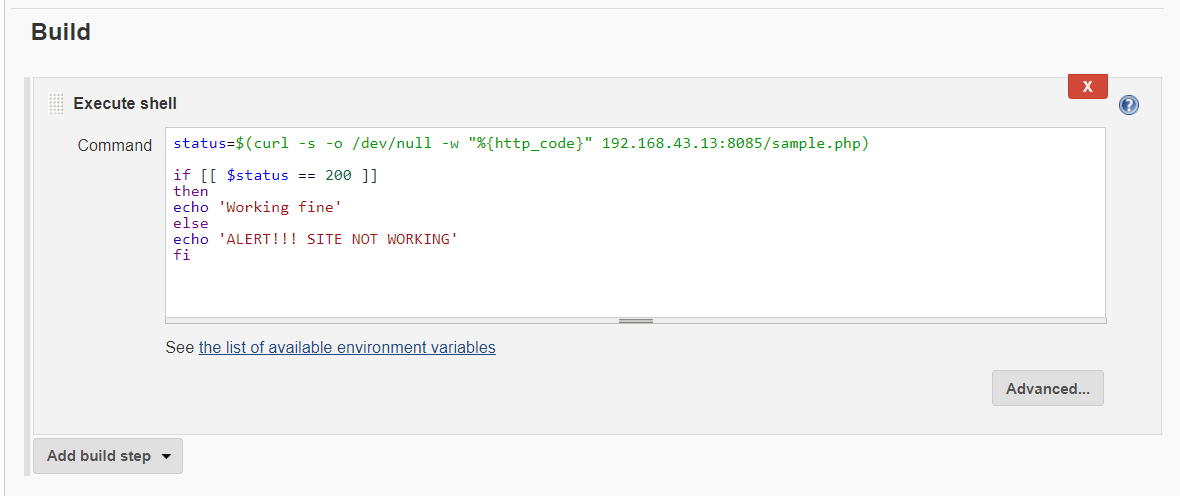 Build
X
Execute shell
?
Command
status=$(curl -s -o /dev/null -w "%{http_code}" 192.168.43.13:8085/sample.php)
if [[ $status == 200 ]]
then
echo 'Working fine'
else
echo 'ALERT!!! SITE NOT WORKING'
fi
See the list of available environment variables
Advanced...
Add build step